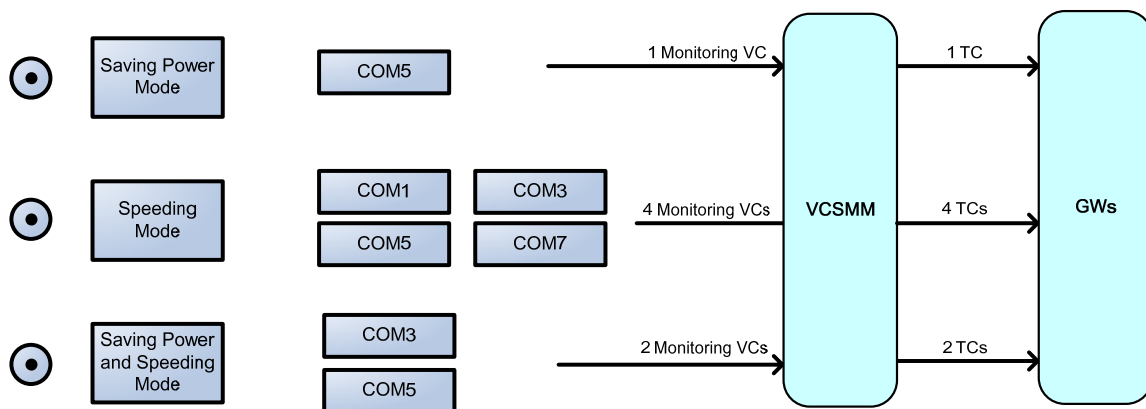 Saving Power
Mode
COM5
1 Monitoring VC
1 TC
Speeding
Mode
COM1
COM3
COM5
COM7
4 Monitoring VCs
VCSMM
4 TCs
GWs
Saving Power
and Speeding
Mode
COM3
COM5
2 Monitoring VCs
2 TCs